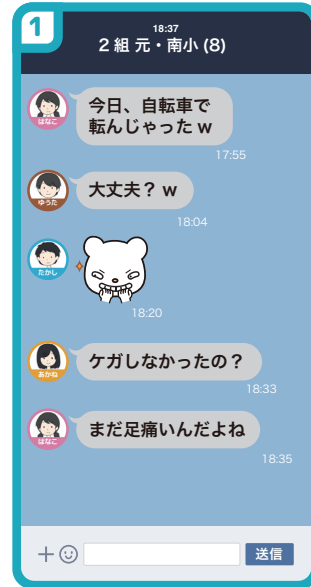 1
18:37
2 組 元・南小 (8)
はなこ
今日、自転車で
転んじゃった w
17:55
ゆうた
大丈夫？ w
18:04
たかし
18:20
あかね
ケガしなかったの？
18:33
はなこ
まだ足痛いんだよね
18:35
送信